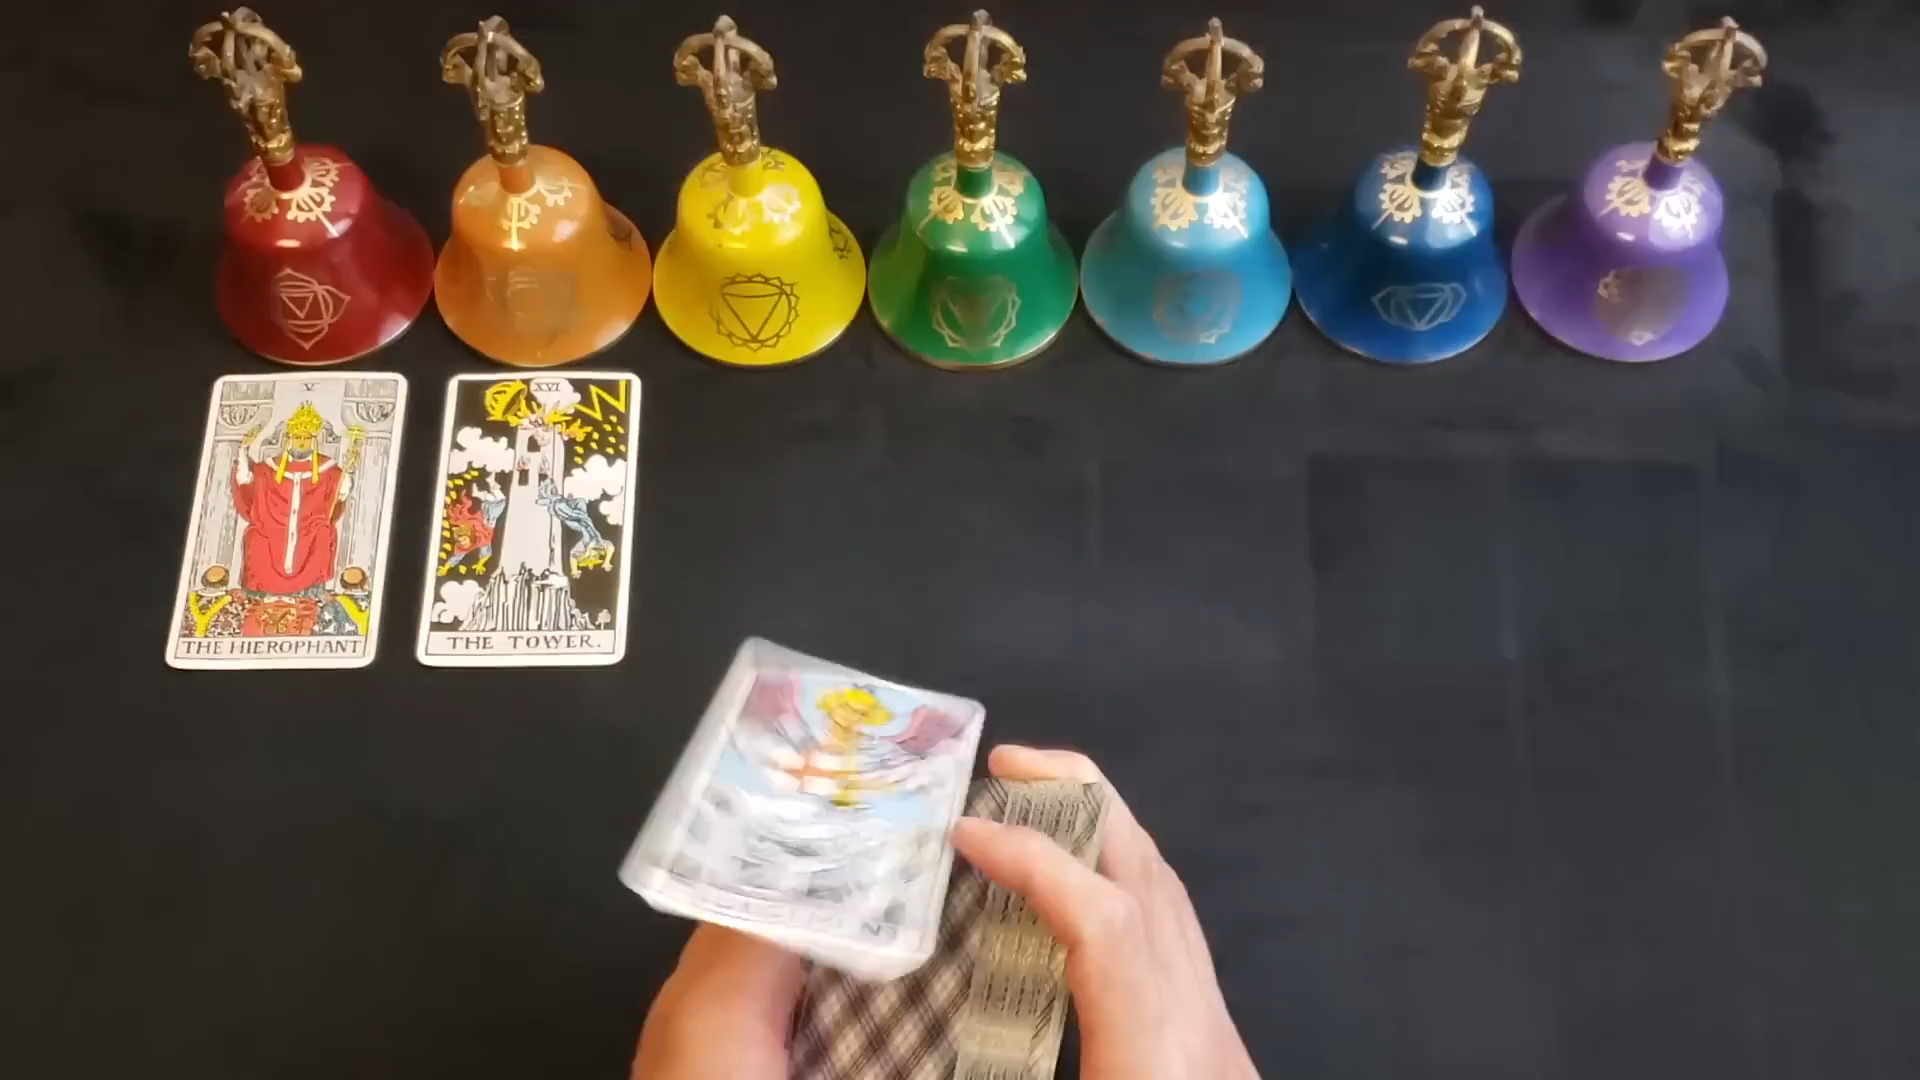 V
THE HIEROPHANT
XVI
THE TOWER.